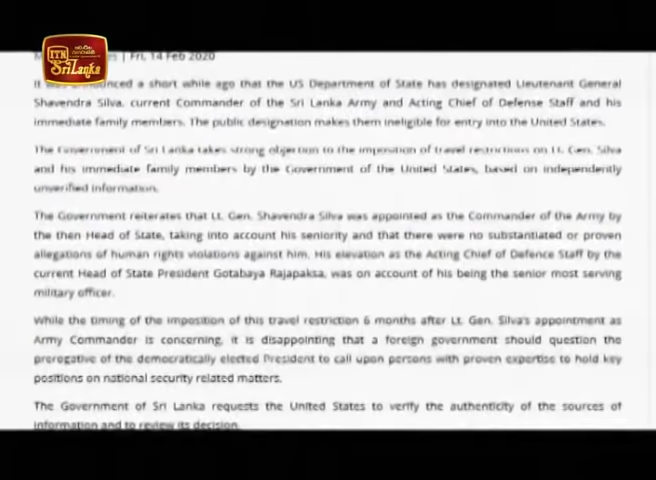 ITN
Sri Lanka
| Fri, 14 Feb 2020
It was announced a short while ago that the US Department of State has designated Lieutenant General
Shavendra Silva, current Commander of the Sri Lanka Army and Acting Chief of Defense Staff and his
immediate family members. The public designation makes them ineligible for entry into the United States.
The Government of Sri Lanka takes strong objection to the imposition of travel restrictions on Lt. Gen. Silva
and his immediate family members by the Government of the United States, based on independently
unverified information.
The Government reiterates that Lt. Gen. Shavendra Silva was appointed as the Commander of the Army by
the then Head of State, taking into account his seniority and that there were no substantiated or proven
allegations of human rights violations against him. His elevation as the Acting Chief of Defence Staff by the
current Head of State President Gotabaya Rajapaksa, was on account of his being the senior most serving
military officer.
While the timing of the imposition of this travel restriction 6 months after Lt. Gen. Silva's appointment as
Army Commander is concerning, it is disappointing that a foreign government should question the
prerogative of the democratically elected President to call upon persons with proven expertise to hold key
positions on national security related matters.
The Government of Sri Lanka requests the United States to verify the authenticity of the sources of
information and to review its decision.